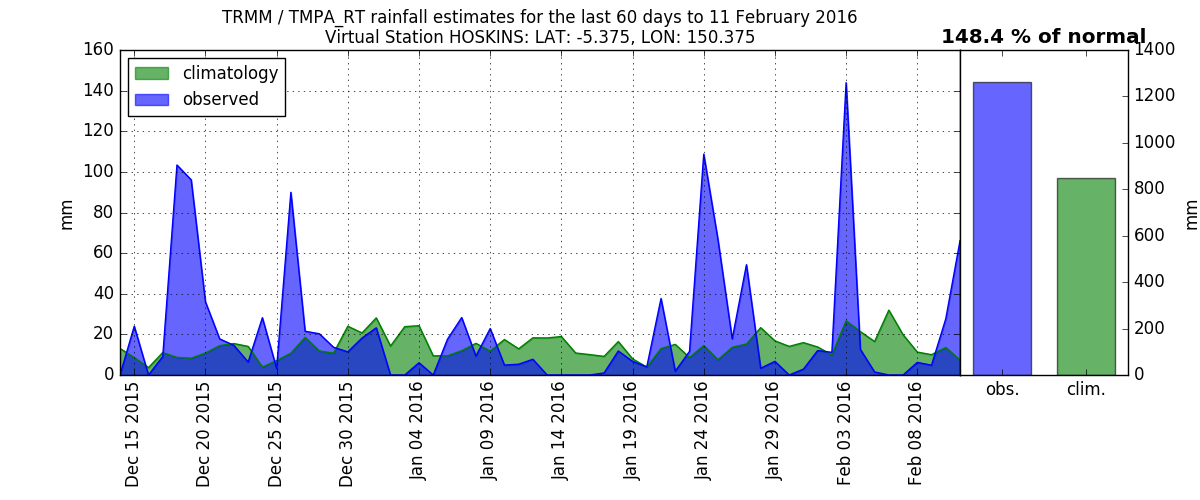 TRMM / TMPA_RT rainfall estimates for the last 60 days to 11 February 2016
Virtual Station HOSKINS: LAT: -5.375, LON: 150.375
148.4 % of normal
climatology
observed
160
140
120
100
80
60
40
20
0
mm
Dec 15 2015
Dec 20 2015
Dec 25 2015
Dec 30 2015
Jan 04 2016
Jan 09 2016
Jan 14 2016
Jan 19 2016
Jan 24 2016
Jan 29 2016
Feb 03 2016
Feb 08 2016
obs.
clim.
1400
1200
1000
800
600
400
200
0
mm